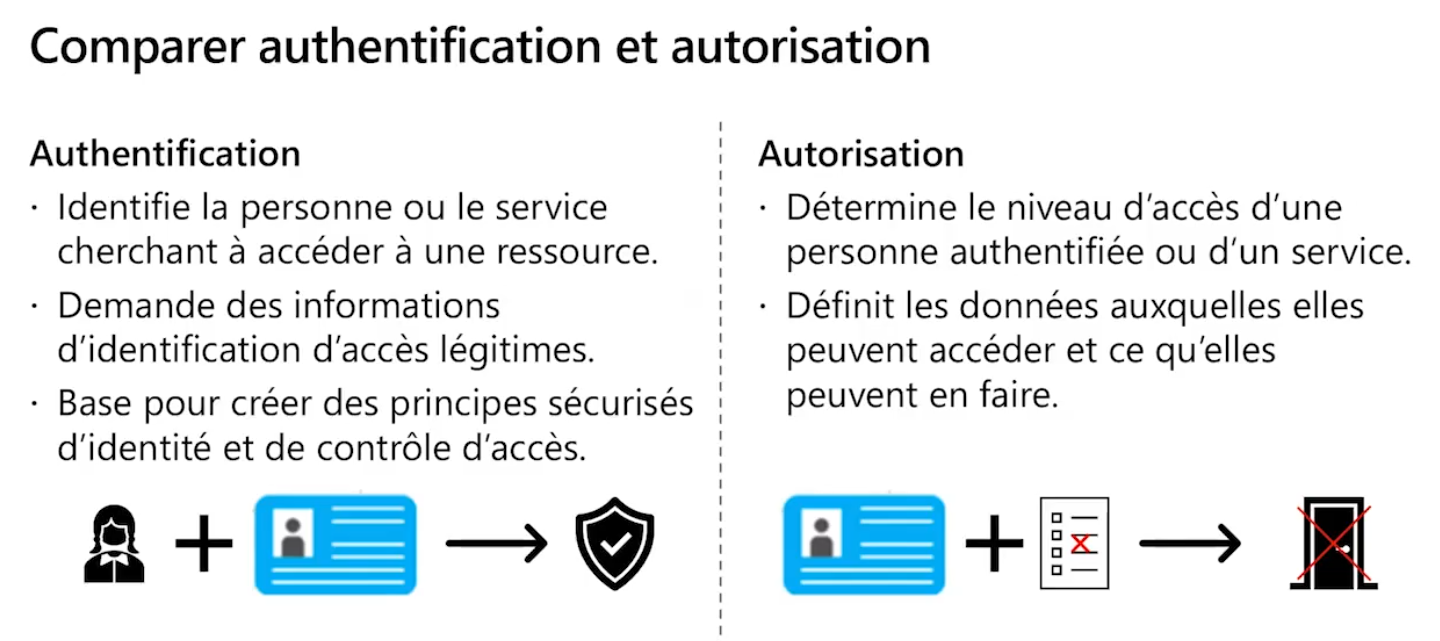 Comparer authentification et autorisation
Authentification
· Identifie la personne ou le service
cherchant à accéder à une ressource.
· Demande des informations
d’identification d’accès légitimes.
· Base pour créer des principes sécurisés
d’identité et de contrôle d’accès.
Autorisation
· Détermine le niveau d’accès d’une
personne authentifiée ou d’un service.
· Définit les données auxquelles elles
peuvent accéder et ce qu’elles
peuvent en faire.